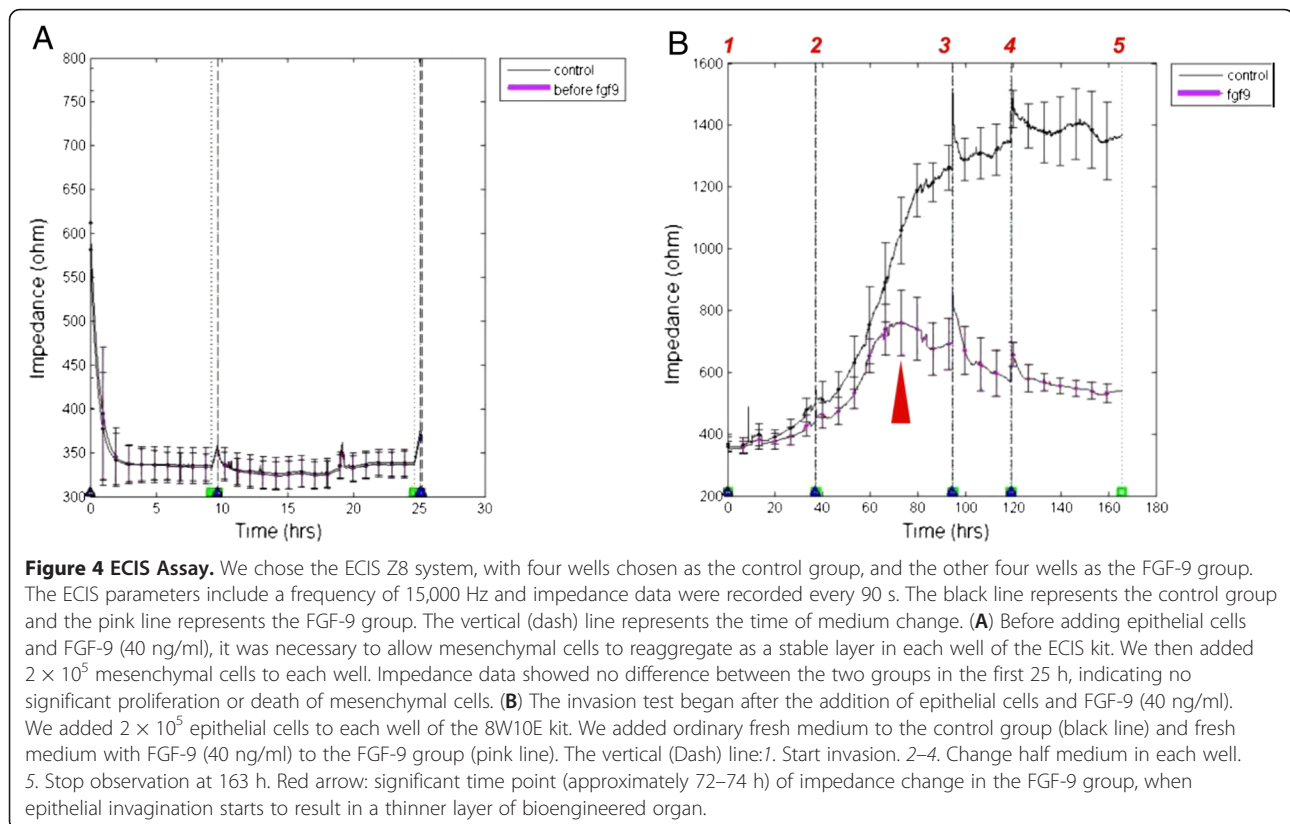 A
800
750
700
650
600
550
500
450
400
350
300
Impedance (ohm)
0 5 10 15 20 25 30
Time (hrs)
control
before fgf9
B
1 2 3 4 5
1600
1400
1200
1000
800
600
400
200
Impedance (ohm)
0 20 40 60 80 100 120 140 160 180
Time (hrs)
control
fgf9
Figure 4 ECIS Assay. We chose the ECIS Z8 system, with four wells chosen as the control group, and the other four wells as the FGF-9 group.
The ECIS parameters include a frequency of 15,000 Hz and impedance data were recorded every 90 s. The black line represents the control group
and the pink line represents the FGF-9 group. The vertical (dash) line represents the time of medium change. (A) Before adding epithelial cells
and FGF-9 (40 ng/ml), it was necessary to allow mesenchymal cells to reaggregate as a stable layer in each well of the ECIS kit. We then added
2 × 10⁵ mesenchymal cells to each well. Impedance data showed no difference between the two groups in the first 25 h, indicating no
significant proliferation or death of mesenchymal cells. (B) The invasion test began after the addition of epithelial cells and FGF-9 (40 ng/ml).
We added 2 × 10⁵ epithelial cells to each well of the 8W10E kit. We added ordinary fresh medium to the control group (black line) and fresh
medium with FGF-9 (40 ng/ml) to the FGF-9 group (pink line). The vertical (Dash) line:1. Start invasion. 2–4. Change half medium in each well.
5. Stop observation at 163 h. Red arrow: significant time point (approximately 72–74 h) of impedance change in the FGF-9 group, when
epithelial invagination starts to result in a thinner layer of bioengineered organ.